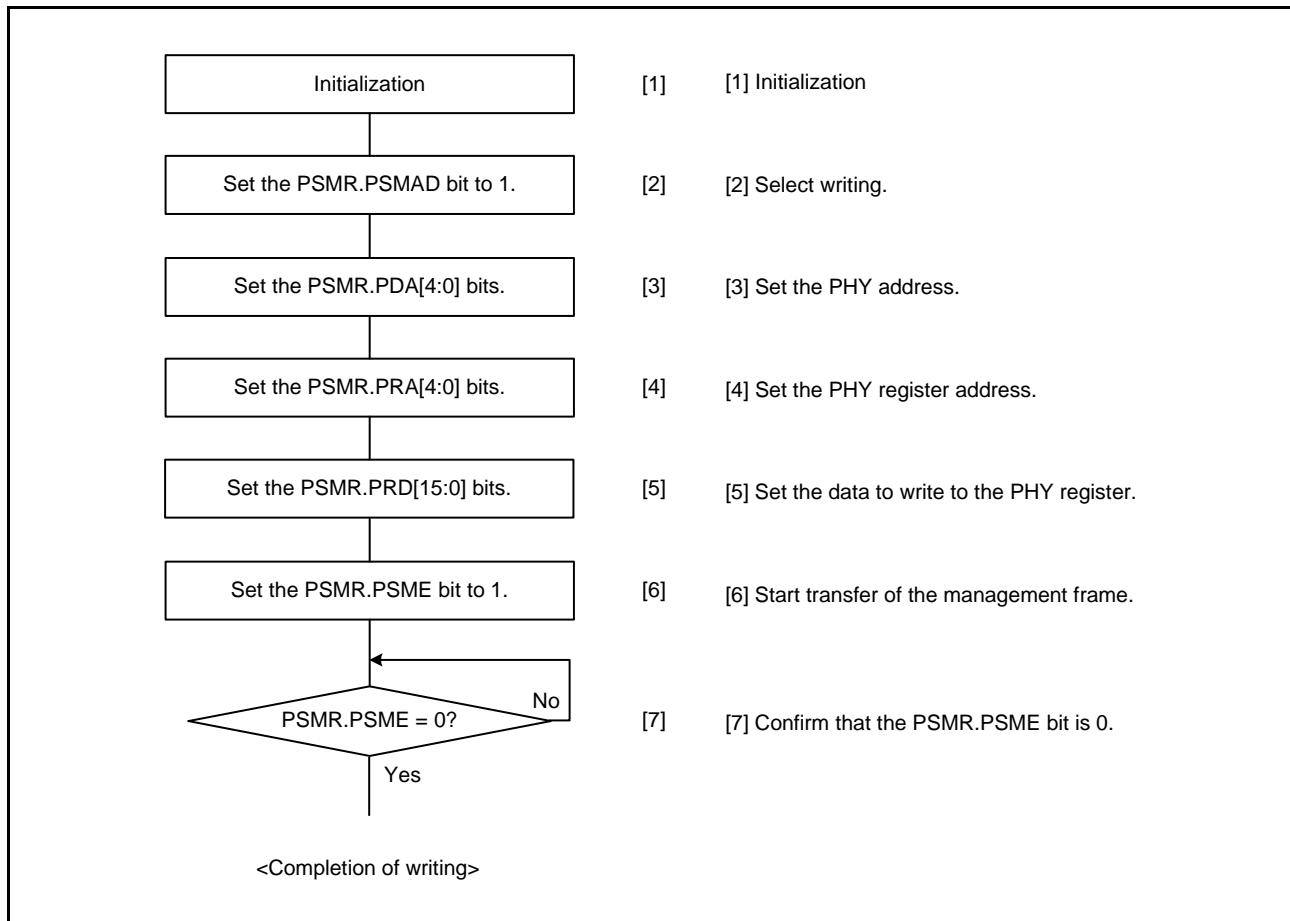 Initialization [1] [1] Initialization
Set the PSMR.PSMAD bit to 1. [2] [2] Select writing.
Set the PSMR.PDA[4:0] bits. [3] [3] Set the PHY address.
Set the PSMR.PRA[4:0] bits. [4] [4] Set the PHY register address.
Set the PSMR.PRD[15:0] bits. [5] [5] Set the data to write to the PHY register.
Set the PSMR.PSME bit to 1. [6] [6] Start transfer of the management frame.
No
PSMR.PSME = 0? [7] [7] Confirm that the PSMR.PSME bit is 0.
Yes
<Completion of writing>